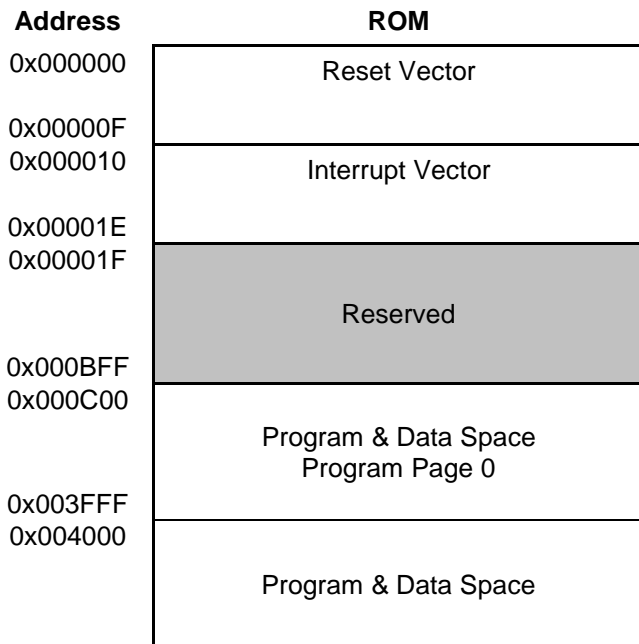 Address ROM
0x000000
Reset Vector
0x00000F
0x000010
Interrupt Vector
0x00001E
0x00001F
Reserved
0x000BFF
0x000C00
Program & Data Space
Program Page 0
0x003FFF
0x004000
Program & Data Space